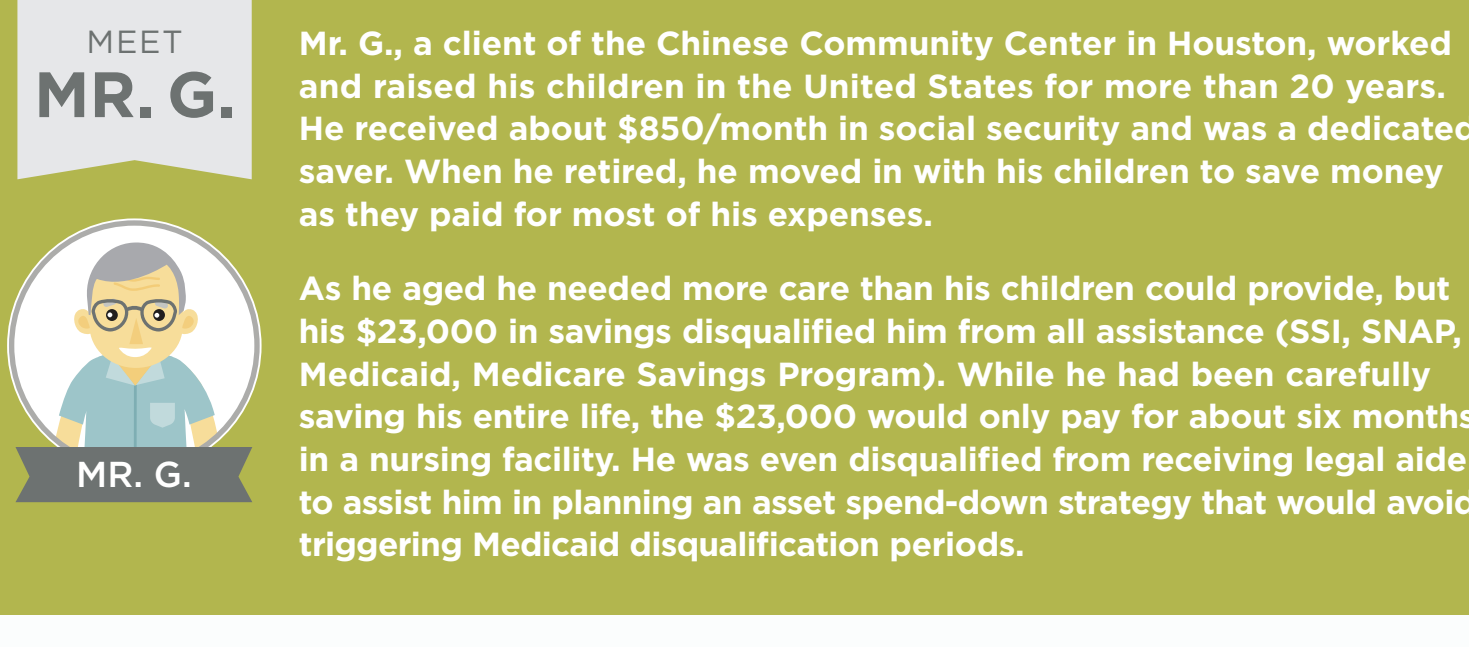 MEET
MR. G.
Mr. G., a client of the Chinese Community Center in Houston, worked
and raised his children in the United States for more than 20 years.
He received about $850/month in social security and was a dedicated
saver. When he retired, he moved in with his children to save money
as they paid for most of his expenses.
As he aged he needed more care than his children could provide, but
his $23,000 in savings disqualified him from all assistance (SSI, SNAP,
Medicaid, Medicare Savings Program). While he had been carefully
saving his entire life, the $23,000 would only pay for about six months
in a nursing facility. He was even disqualified from receiving legal aide
to assist him in planning an asset spend-down strategy that would avoid
triggering Medicaid disqualification periods.
MR. G.